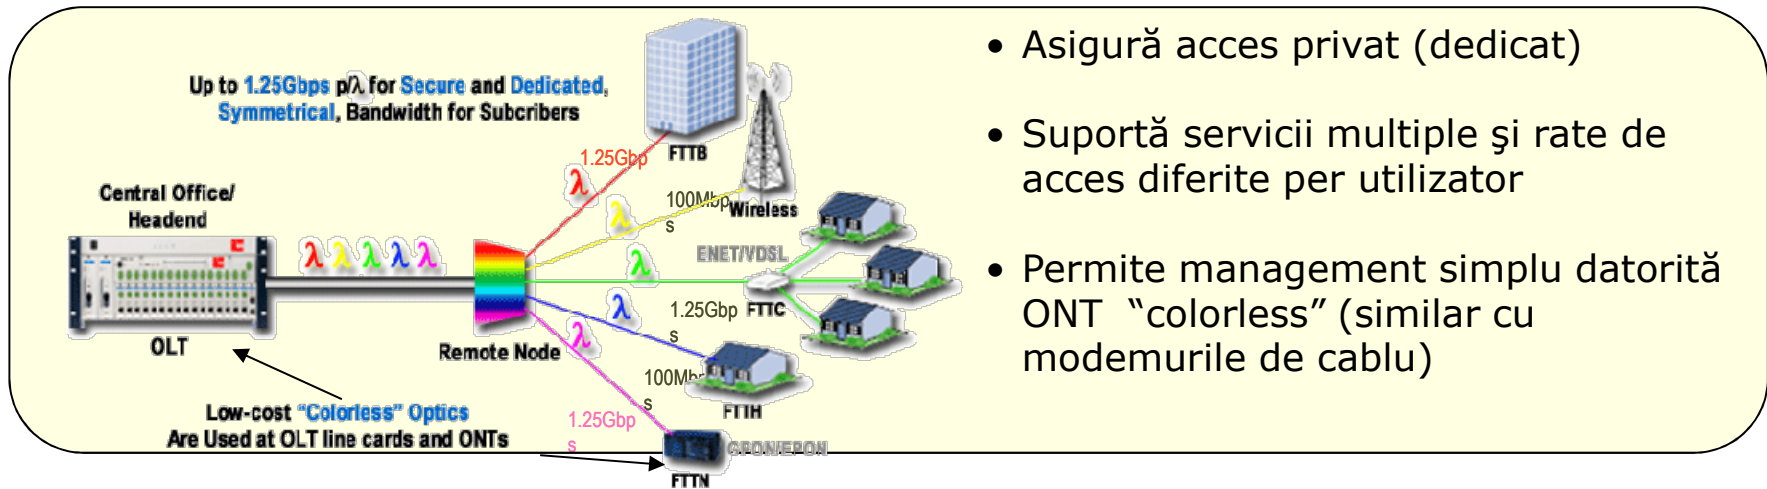 Up to 1.25Gbps p/λ for Secure and Dedicated,
Symmetrical, Bandwidth for Subcribers
Central Office/
Headend
OLT
λ λ λ λ λ
Remote Node
Low-cost "Colorless" Optics
Are Used at OLT line cards and ONTs
1.25Gbp
s
λ
FTTB
100Mbp
s
λ
Wireless
ENET/VDSL
λ
FTTC
1.25Gbp
s
λ
100Mbp
s
FTTH
λ
1.25Gbp
s
GPON/EPON
FTTN
• Asigură acces privat (dedicat)
• Suportă servicii multiple şi rate de
acces diferite per utilizator
• Permite management simplu datorită
ONT “colorless” (similar cu
modemurile de cablu)